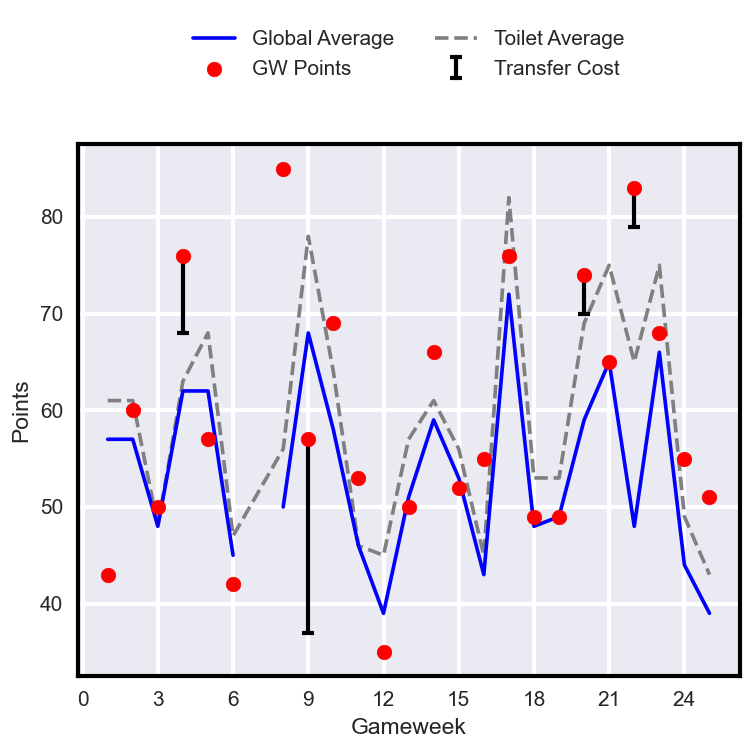 Global Average
Toilet Average
GW Points
Transfer Cost
80
70
60
50
40
Points
0 3 6 9 12 15 18 21 24
Gameweek